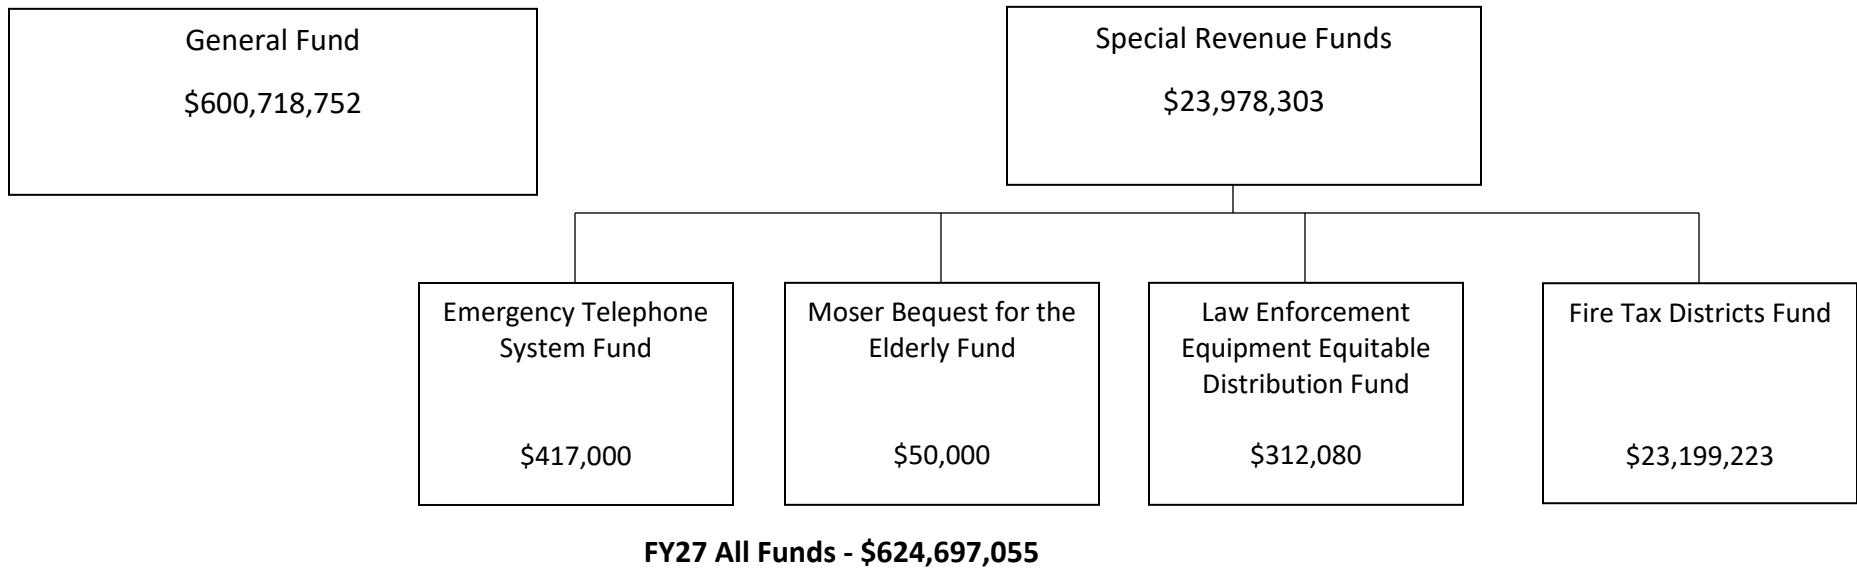 General Fund
$600,718,752
Special Revenue Funds
$23,978,303
Emergency Telephone
System Fund
$417,000
Moser Bequest for the
Elderly Fund
$50,000
Law Enforcement
Equipment Equitable
Distribution Fund
$312,080
Fire Tax Districts Fund
$23,199,223
FY27 All Funds - $624,697,055